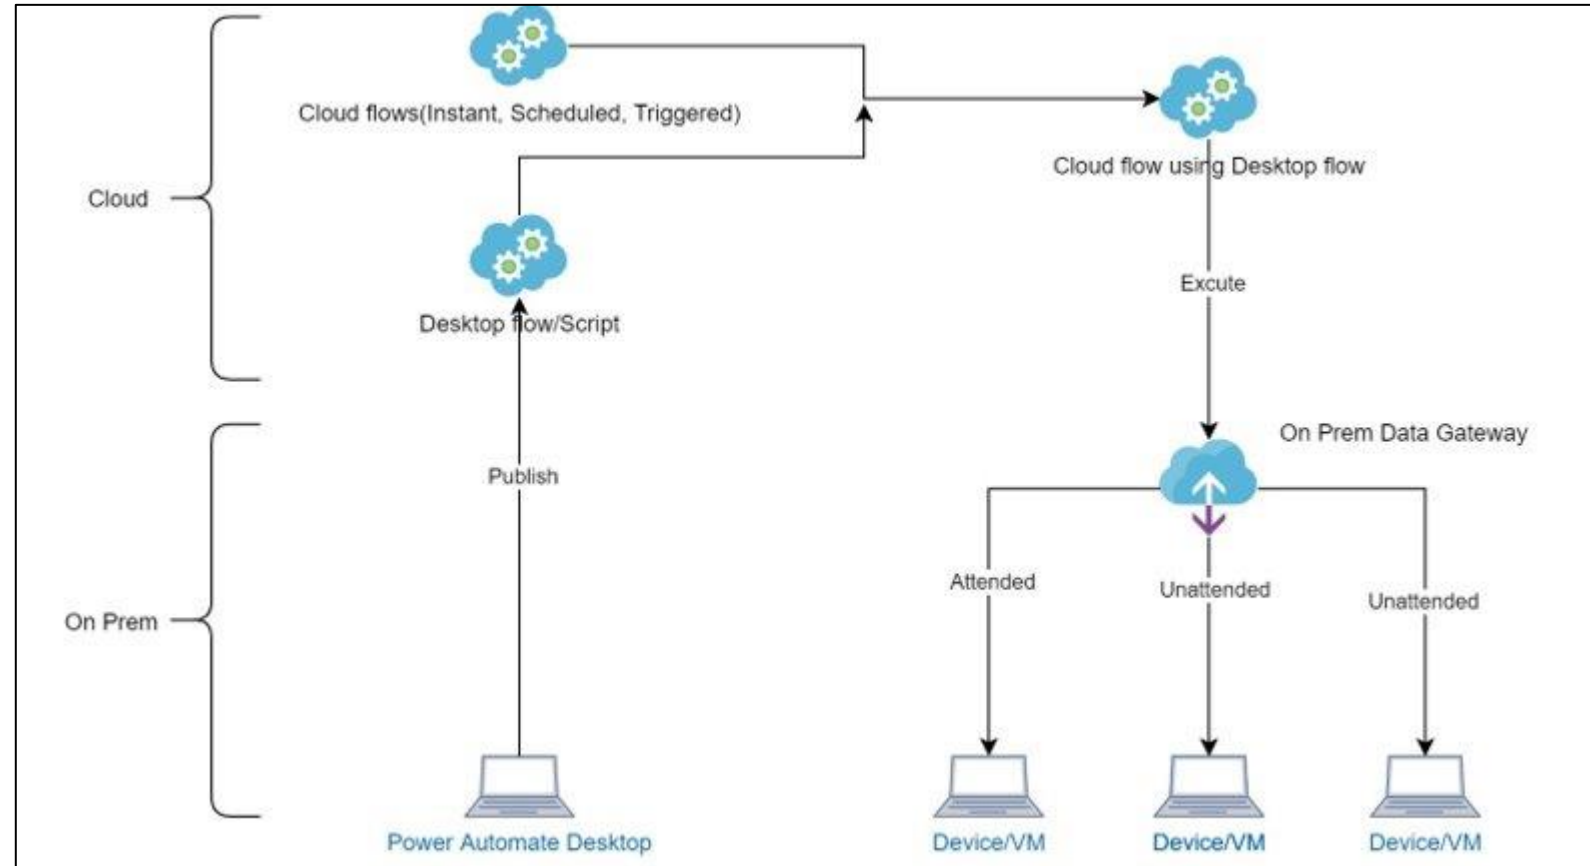 Cloud flows(Instant, Scheduled, Triggered)
Cloud flow using Desktop flow
Cloud
Excute
Desktop flow/Script
On Prem Data Gateway
Publish
Attended
Unattended
Unattended
On Prem
Power Automate Desktop
Device/VM
Device/VM
Device/VM